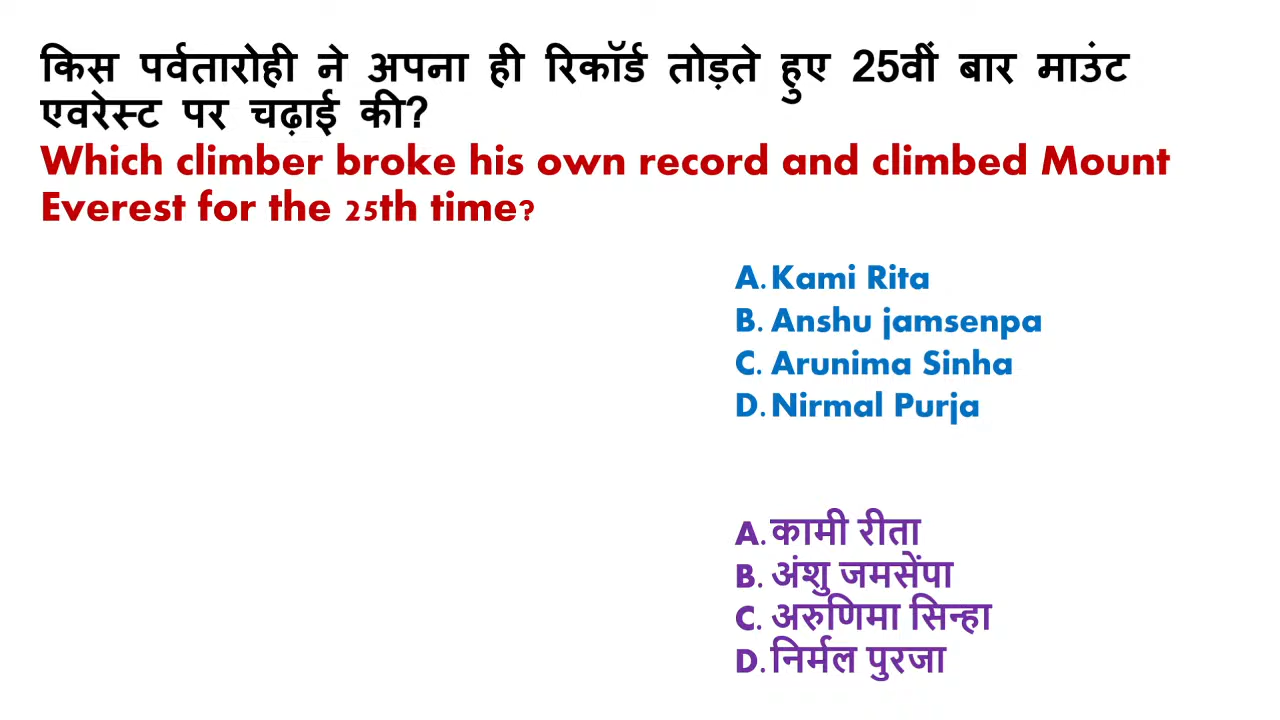 किस पर्वतारोही ने अपना ही रिकॉर्ड तोड़ते हुए 25वीं बार माउंट
एवरेस्ट पर चढ़ाई की?
Which climber broke his own record and climbed Mount
Everest for the 25th time?
A. Kami Rita
B. Anshu jamsenpa
C. Arunima Sinha
D. Nirmal Purja
A. कामी रीता
B. अंशु जमसेंपा
C. अरुणिमा सिन्हा
D. निर्मल पुरजा